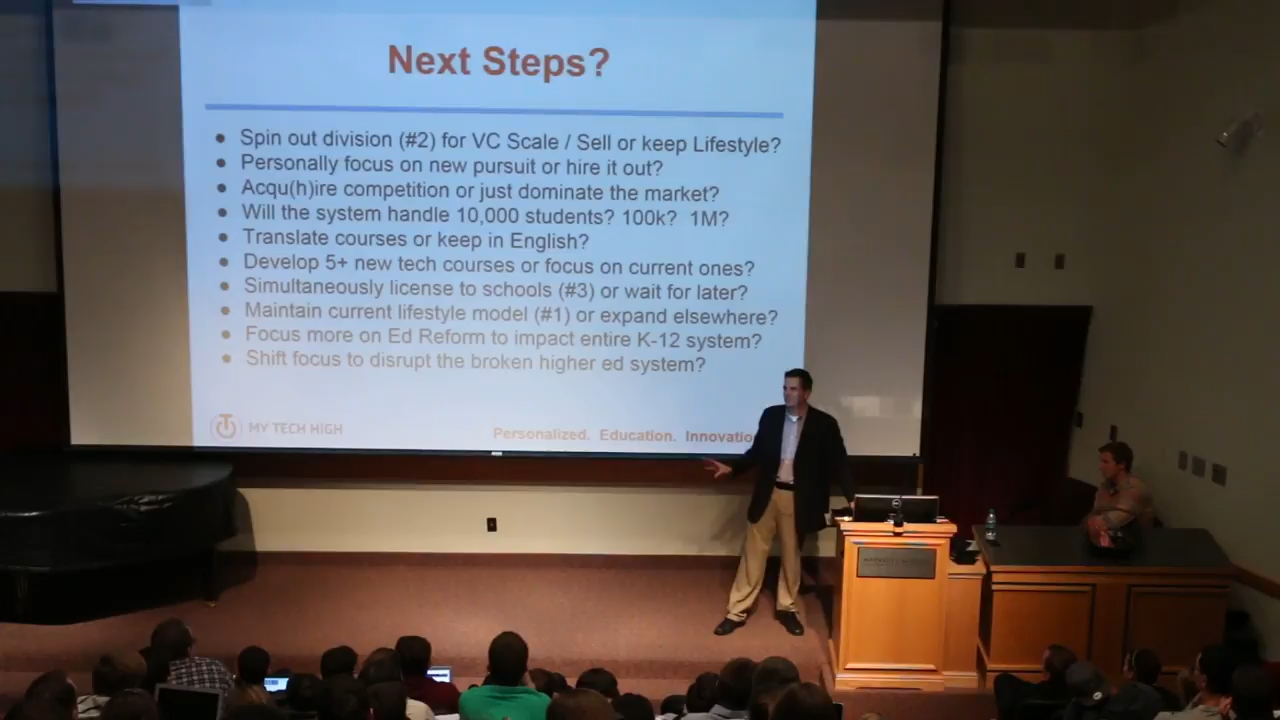 Next Steps?
● Spin out division (#2) for VC Scale / Sell or keep Lifestyle?
● Personally focus on new pursuit or hire it out?
● Acqu(h)ire competition or just dominate the market?
● Will the system handle 10,000 students? 100k? 1M?
● Translate courses or keep in English?
● Develop 5+ new tech courses or focus on current ones?
● Simultaneously license to schools (#3) or wait for later?
● Maintain current lifestyle model (#1) or expand elsewhere?
● Focus more on Ed Reform to impact entire K-12 system?
● Shift focus to disrupt the broken higher ed system?
MY TECH HIGH
Personalized. Education. Innovatio